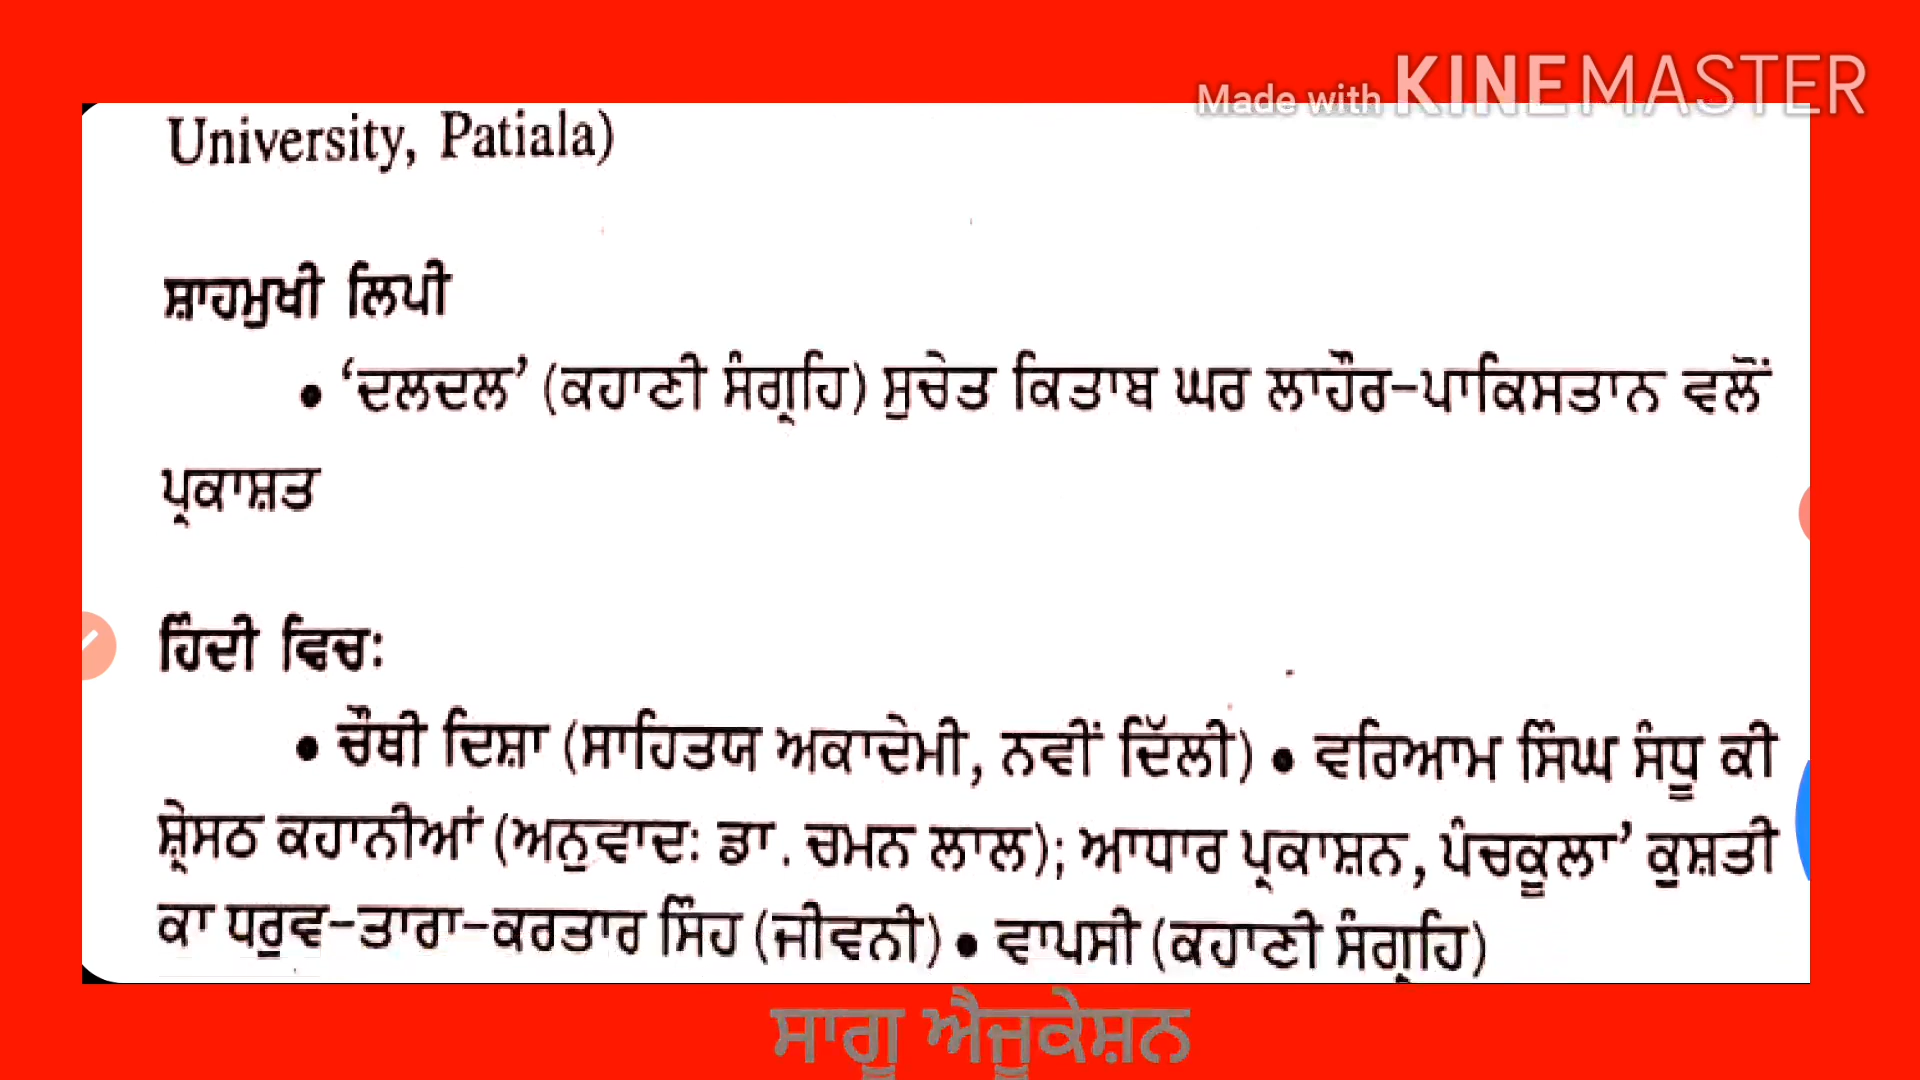 Made with KINEMASTER
University, Patiala)
ਸ਼ਾਹਮੁਖੀ ਲਿਪੀ
• ‘ਦਲਦਲ’ (ਕਹਾਣੀ ਸੰਗ੍ਰਹਿ) ਸੁਚੇਤ ਕਿਤਾਬ ਘਰ ਲਾਹੌਰ-ਪਾਕਿਸਤਾਨ ਵਲੋਂ
ਪ੍ਰਕਾਸ਼ਤ
ਹਿੰਦੀ ਵਿਚ:
• ਚੌਥੀ ਦਿਸ਼ਾ (ਸਾਹਿਤਯ ਅਕਾਦੇਮੀ, ਨਵੀਂ ਦਿੱਲੀ) • ਵਰਿਆਮ ਸਿੰਘ ਸੰਧੂ ਕੀ
ਸ਼੍ਰੇਸਠ ਕਹਾਨੀਆਂ (ਅਨੁਵਾਦ: ਡਾ. ਚਮਨ ਲਾਲ); ਆਧਾਰ ਪ੍ਰਕਾਸ਼ਨ, ਪੰਚਕੂਲਾ’ ਕੁਸ਼ਤੀ
ਕਾ ਧਰੁਵ-ਤਾਰਾ-ਕਰਤਾਰ ਸਿੰਹ (ਜੀਵਨੀ) • ਵਾਪਸੀ (ਕਹਾਣੀ ਸੰਗ੍ਰਹਿ)
ਸਾਗੂ ਐਜੂਕੇਸ਼ਨ